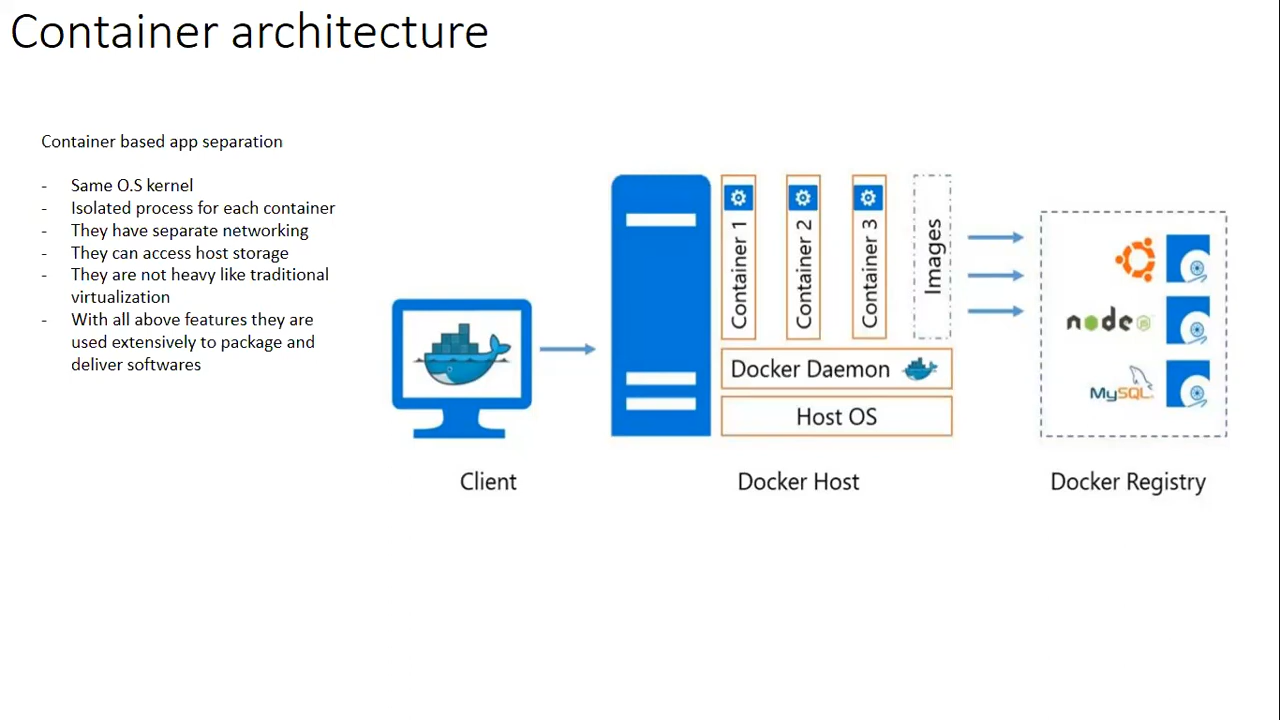 Container architecture
Container based app separation
- Same O.S kernel
- Isolated process for each container
- They have separate networking
- They can access host storage
- They are not heavy like traditional
virtualization
- With all above features they are
used extensively to package and
deliver softwares
Client
Container 1
Container 2
Container 3
Images
Docker Daemon
Host OS
Docker Host
node
MySQL
Docker Registry